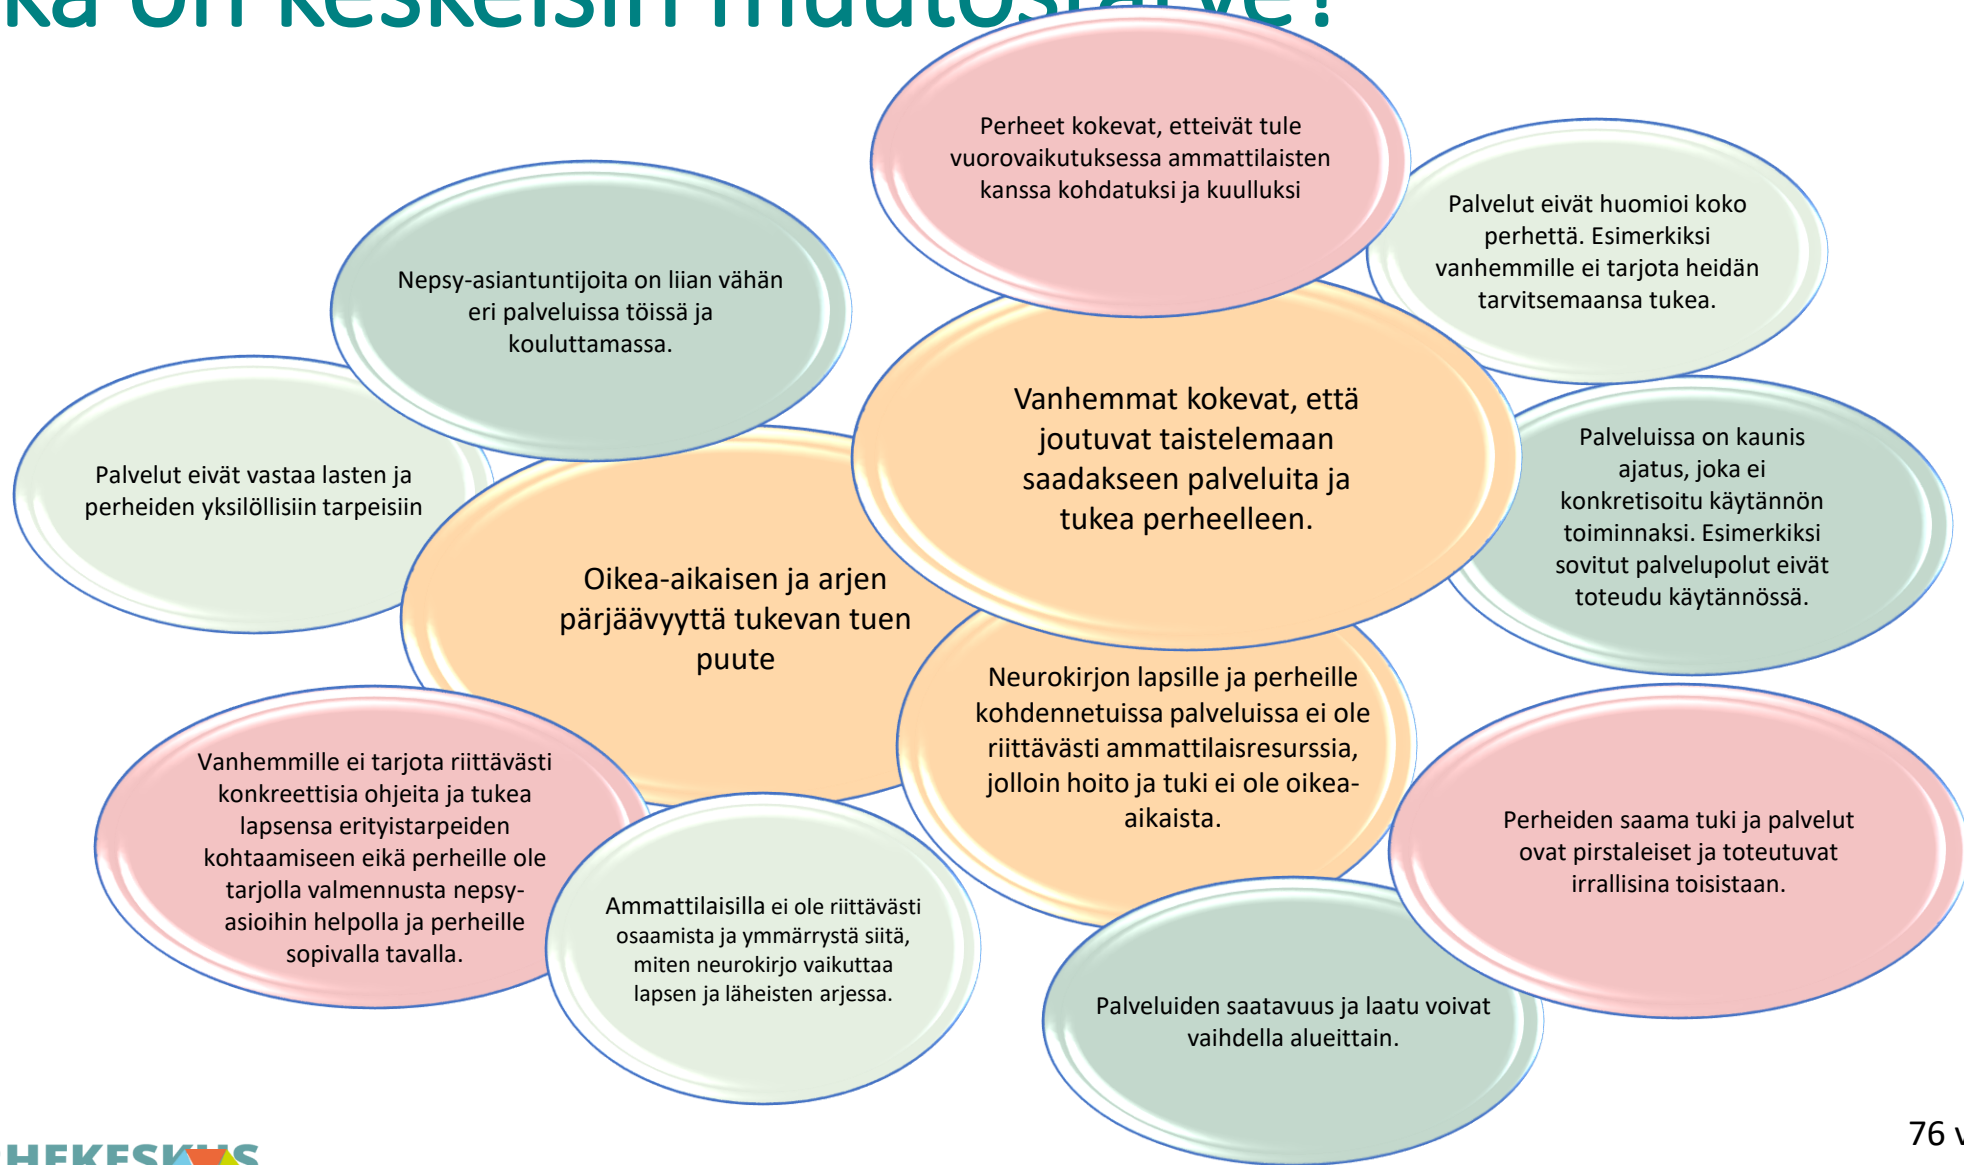 ka on keskeisin muutostarve?
Perheet kokevat, etteivät tule
vuorovaikutuksessa ammattilaisten
kanssa kohdatuksi ja kuulluksi
Palvelut eivät huomioi koko
perhettä. Esimerkiksi
vanhemmille ei tarjota heidän
tarvitsemaansa tukea.
Nepsy-asiantuntijoita on liian vähän
eri palveluissa töissä ja
kouluttamassa.
Vanhemmat kokevat, että
joutuvat taistelemaan
saadakseen palveluita ja
tukea perheelleen.
Palveluissa on kaunis
ajatus, joka ei
konkretisoitu käytännön
toiminnaksi. Esimerkiksi
sovitut palvelupolut eivät
toteudu käytännössä.
Palvelut eivät vastaa lasten ja
perheiden yksilöllisiin tarpeisiin
Oikea-aikaisen ja arjen
pärjäävyyttä tukevan tuen
puute
Neurokirjon lapsille ja perheille
kohdennetuissa palveluissa ei ole
riittävästi ammattilaisresurssia,
jolloin hoito ja tuki ei ole oikea-
aikaista.
Vanhemmille ei tarjota riittävästi
konkreettisia ohjeita ja tukea
lapsensa erityistarpeiden
kohtaamiseen eikä perheille ole
tarjolla valmennusta nepsy-
asioihin helpolla ja perheille
sopivalla tavalla.
Perheiden saama tuki ja palvelut
ovat pirstaleiset ja toteutuvat
irrallisina toisistaan.
Ammattilaisilla ei ole riittävästi
osaamista ja ymmärrystä siitä,
miten neurokirjo vaikuttaa
lapsen ja läheisten arjessa.
Palveluiden saatavuus ja laatu voivat
vaihdella alueittain.
76 v
HEKESKUS